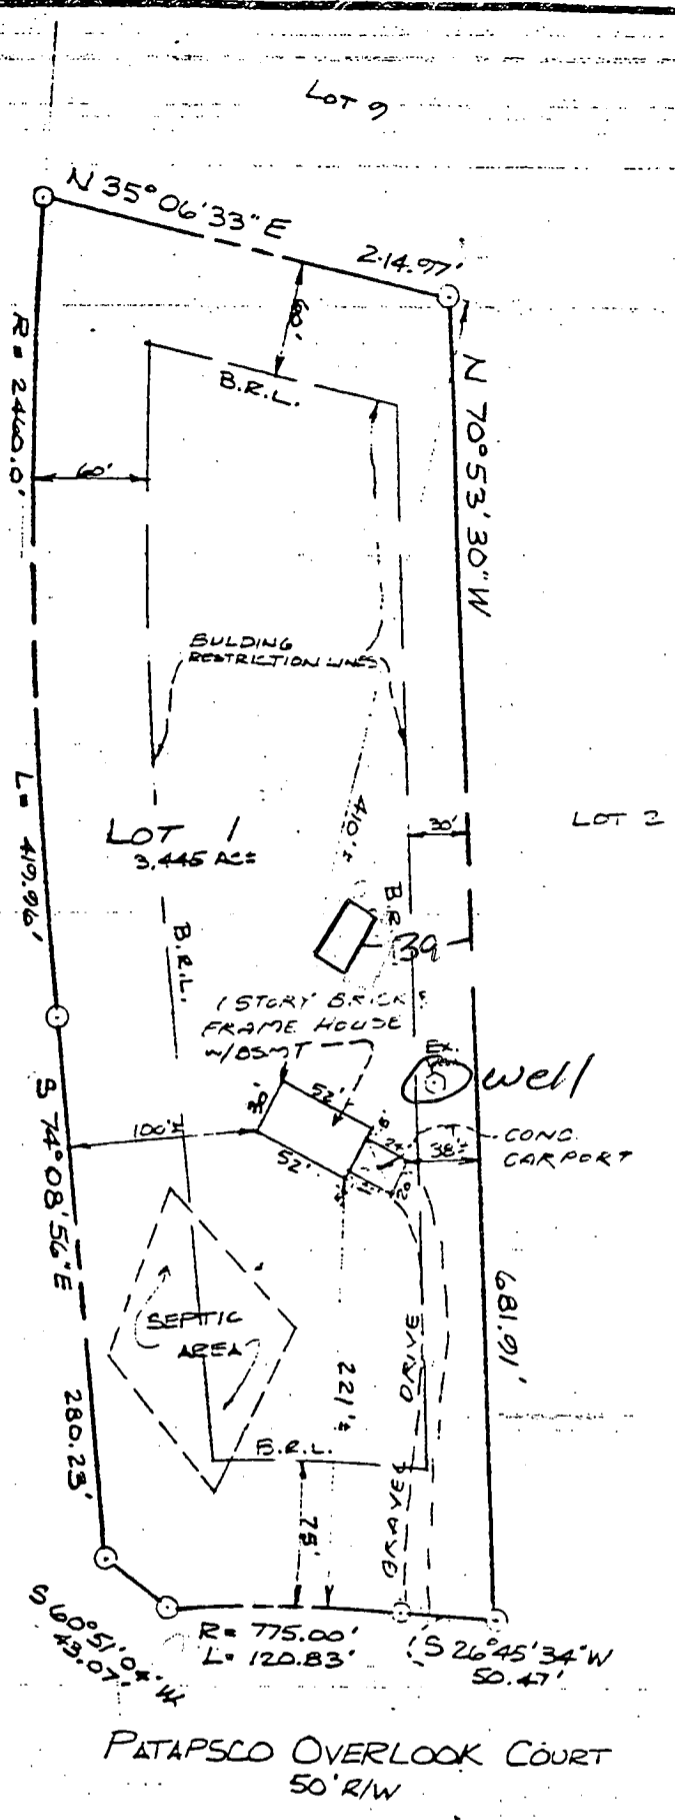 LOT 9
N 35° 06' 33" E
214.97'
60'
B.R.L.
R = 2460.0'
60'
N 70° 53' 30" W
BULDING
RESTRICTION LINES
L = 419.96'
LOT 1
3.445 AC±
410'±
30'
LOT 2
B.R.L.
B.R.L.
39
1 STORY BRICK &
FRAME HOUSE
W/BSMT
Ex.
well
30'
52'
8'
CONC.
CARPORT
38'±
100'±
52'
20'
S 74° 08' 56" E
681.91'
SEPTIC
AREA
221'±
GRAVEL DRIVE
280.23'
B.R.L.
75'
S 60° 51' 04" W
43.07'
R = 775.00'
L = 120.83'
S 26° 45' 34" W
50.47'
PATAPSCO OVERLOOK COURT
50' R/W